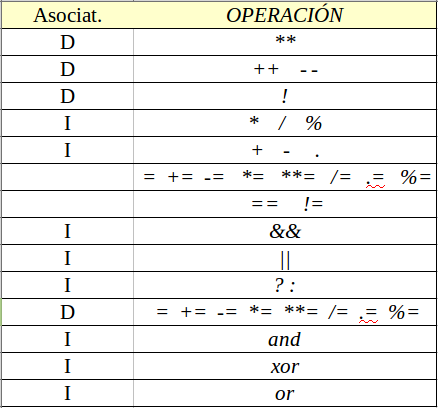 Asociat. OPERACIÓN
D **
D ++ --
D !
I * / %
I + - .
= += -= *= **= /= .= %=
== !=
I &&
I ||
I ? :
D = += -= *= **= /= .= %=
I and
I xor
I or